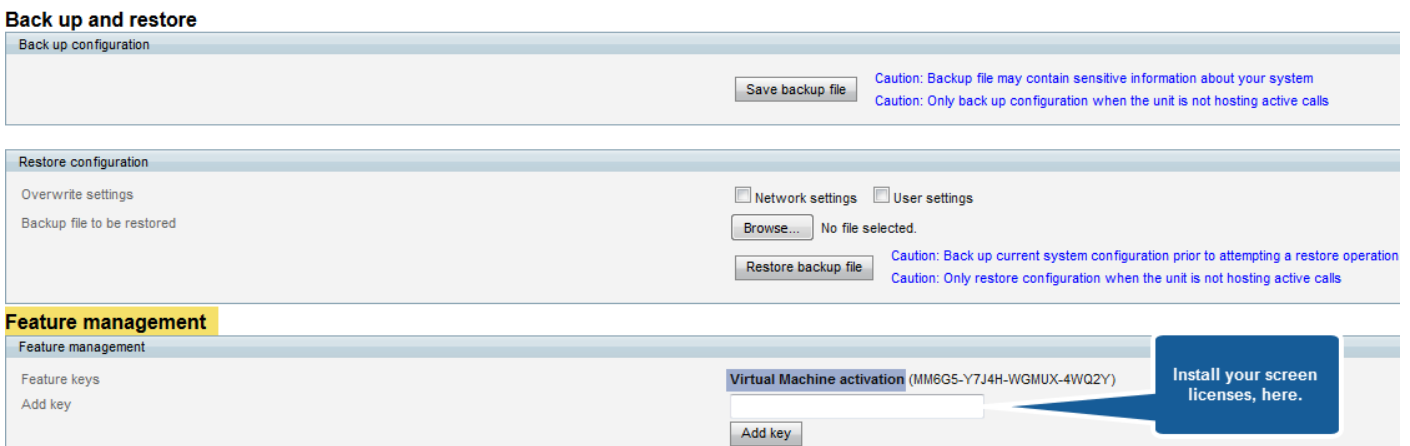 Back up and restore
Back up configuration
Save backup file
Caution: Backup file may contain sensitive information about your system
Caution: Only back up configuration when the unit is not hosting active calls
Restore configuration
Overwrite settings
Network settings
User settings
Backup file to be restored
Browse...
No file selected.
Restore backup file
Caution: Back up current system configuration prior to attempting a restore operation
Caution: Only restore configuration when the unit is not hosting active calls
Feature management
Feature management
Feature keys
Virtual Machine activation (MM6G5-Y7J4H-WGMUX-4WQ2Y)
Add key
Install your screen
licenses, here.
Add key